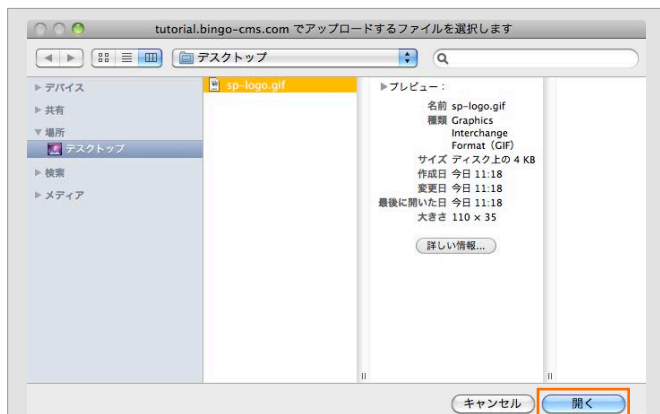 tutorial.bingo-cms.com でアップロードするファイルを選択します
デスクトップ
デバイス
共有
場所
デスクトップ
検索
メディア
sp-logo.gif
プレビュー：
名前 sp-logo.gif
種類 Graphics
Interchange
Format（GIF）
サイズ ディスク上の 4 KB
作成日 今日 11:18
変更日 今日 11:18
最後に開いた日 今日 11:18
大きさ 110 × 35
詳しい情報...
キャンセル
開く